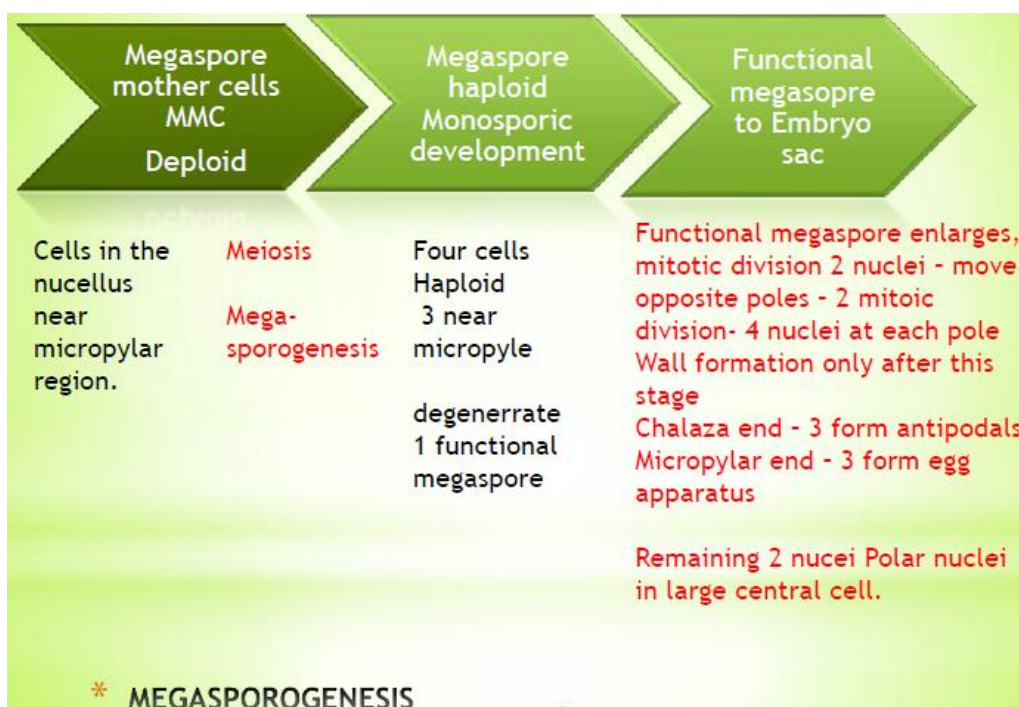 Megaspore
mother cells
MMC
Deploid
Megaspore
haploid
Monosporic
development
Functional
megasopre
to Embryo
sac
Cells in the
nucellus
near
micropylar
region.
Meiosis
Mega-
sporogenesis
Four cells
Haploid
3 near
micropyle
degenerrate
1 functional
megaspore
Functional megaspore enlarges,
mitotic division 2 nuclei – move
opposite poles – 2 mitoic
division- 4 nuclei at each pole
Wall formation only after this
stage
Chalaza end – 3 form antipodals
Micropylar end – 3 form egg
apparatus
Remaining 2 nucei Polar nuclei
in large central cell.
* MEGASPOROGENESIS